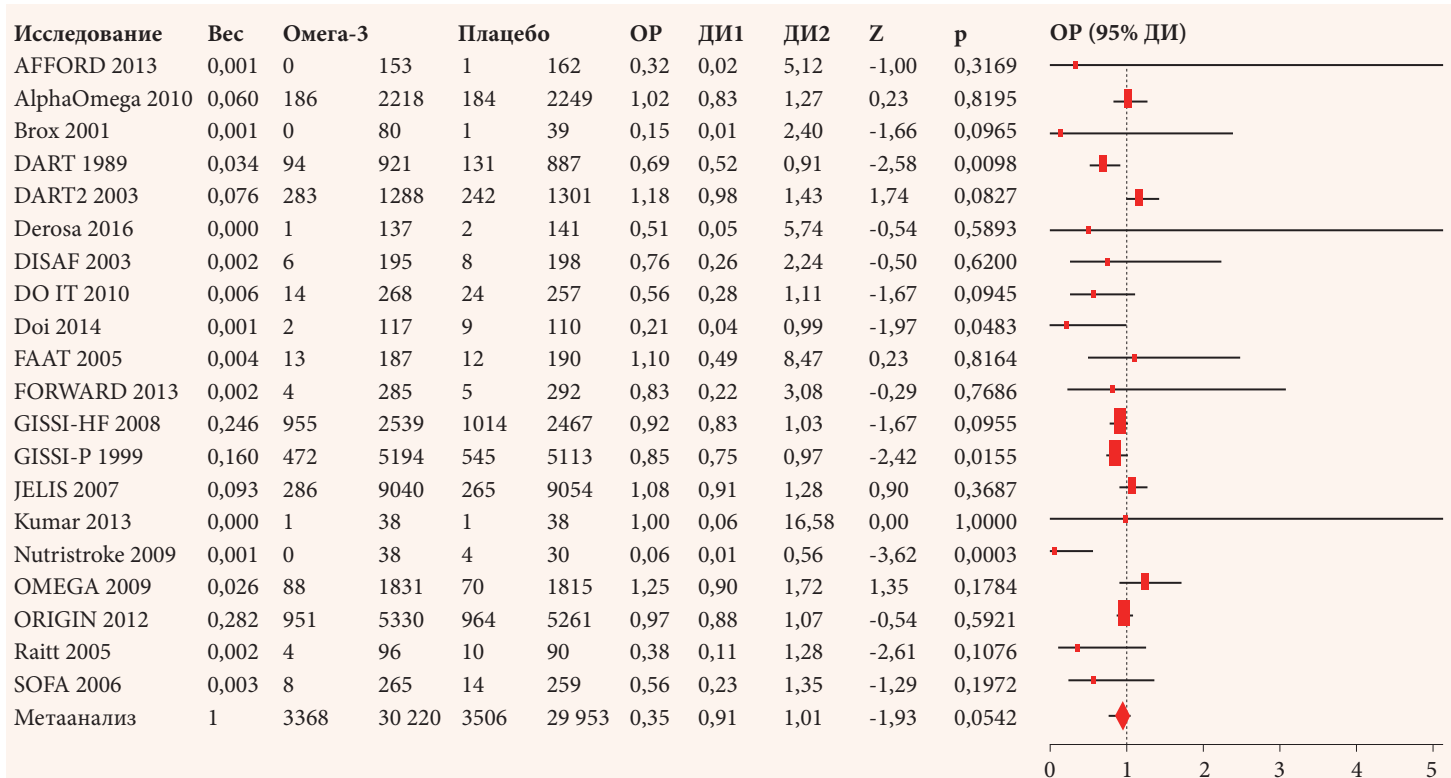 Исследование Вес Омега-3 Плацебо ОР ДИ1 ДИ2 Z p ОР (95% ДИ)
AFFORD 2013 0,001 0 153 1 162 0,32 0,02 5,12 -1,00 0,3169
AlphaOmega 2010 0,060 186 2218 184 2249 1,02 0,83 1,27 0,23 0,8195
Brox 2001 0,001 0 80 1 39 0,15 0,01 2,40 -1,66 0,0965
DART 1989 0,034 94 921 131 887 0,69 0,52 0,91 -2,58 0,0098
DART2 2003 0,076 283 1288 242 1301 1,18 0,98 1,43 1,74 0,0827
Derosa 2016 0,000 1 137 2 141 0,51 0,05 5,74 -0,54 0,5893
DISAF 2003 0,002 6 195 8 198 0,76 0,26 2,24 -0,50 0,6200
DO IT 2010 0,006 14 268 24 257 0,56 0,28 1,11 -1,67 0,0945
Doi 2014 0,001 2 117 9 110 0,21 0,04 0,99 -1,97 0,0483
FAAT 2005 0,004 13 187 12 190 1,10 0,49 8,47 0,23 0,8164
FORWARD 2013 0,002 4 285 5 292 0,83 0,22 3,08 -0,29 0,7686
GISSI-HF 2008 0,246 955 2539 1014 2467 0,92 0,83 1,03 -1,67 0,0955
GISSI-P 1999 0,160 472 5194 545 5113 0,85 0,75 0,97 -2,42 0,0155
JELIS 2007 0,093 286 9040 265 9054 1,08 0,91 1,28 0,90 0,3687
Kumar 2013 0,000 1 38 1 38 1,00 0,06 16,58 0,00 1,0000
Nutristroke 2009 0,001 0 38 4 30 0,06 0,01 0,56 -3,62 0,0003
OMEGA 2009 0,026 88 1831 70 1815 1,25 0,90 1,72 1,35 0,1784
ORIGIN 2012 0,282 951 5330 964 5261 0,97 0,88 1,07 -0,54 0,5921
Raitt 2005 0,002 4 96 10 90 0,38 0,11 1,28 -2,61 0,1076
SOFA 2006 0,003 8 265 14 259 0,56 0,23 1,35 -1,29 0,1972
Метаанализ 1 3368 30 220 3506 29 953 0,35 0,91 1,01 -1,93 0,0542
0 1 2 3 4 5